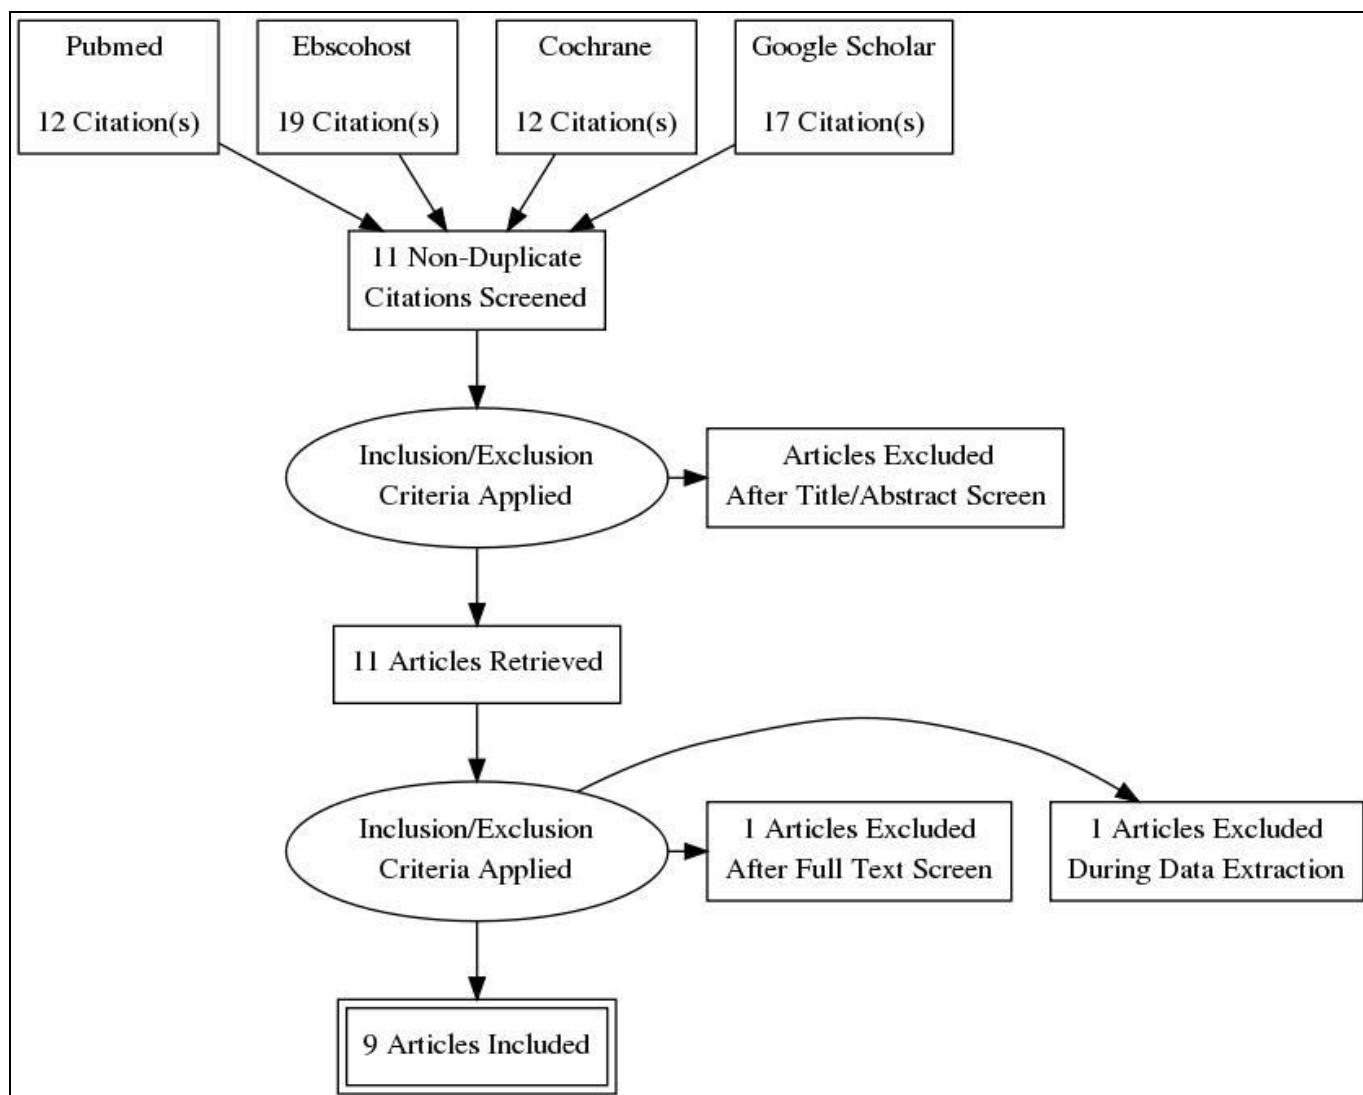 Pubmed
12 Citation(s)
Ebscohost
19 Citation(s)
Cochrane
12 Citation(s)
Google Scholar
17 Citation(s)
11 Non-Duplicate
Citations Screened
Inclusion/Exclusion
Criteria Applied
Articles Excluded
After Title/Abstract Screen
11 Articles Retrieved
Inclusion/Exclusion
Criteria Applied
1 Articles Excluded
After Full Text Screen
1 Articles Excluded
During Data Extraction
9 Articles Included